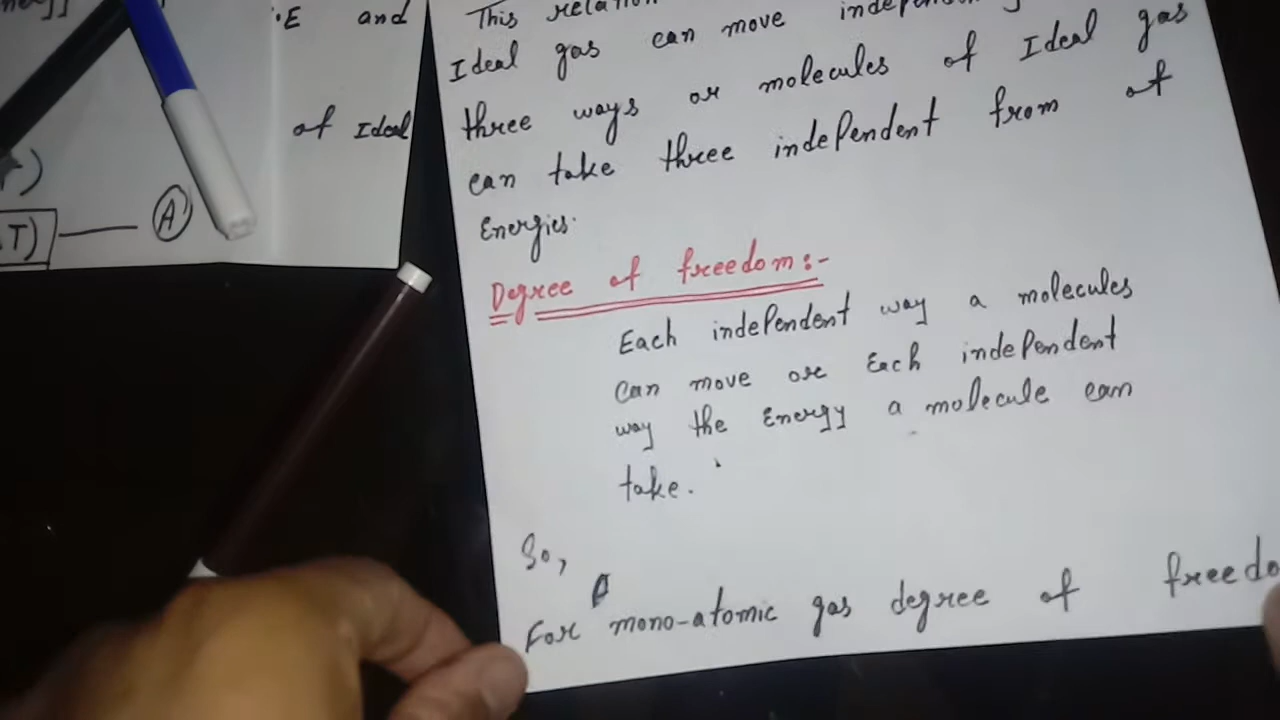 .E and
of Ideal
T)
A
This relation
Ideal gas can move
three ways or molecules of Ideal gas
can take three independent from of
Energies.
Degree of freedom:-
Each independent way a molecules
can move or Each independent
way the Energy a molecule can
take.
So,
For mono-atomic gas degree of freedo